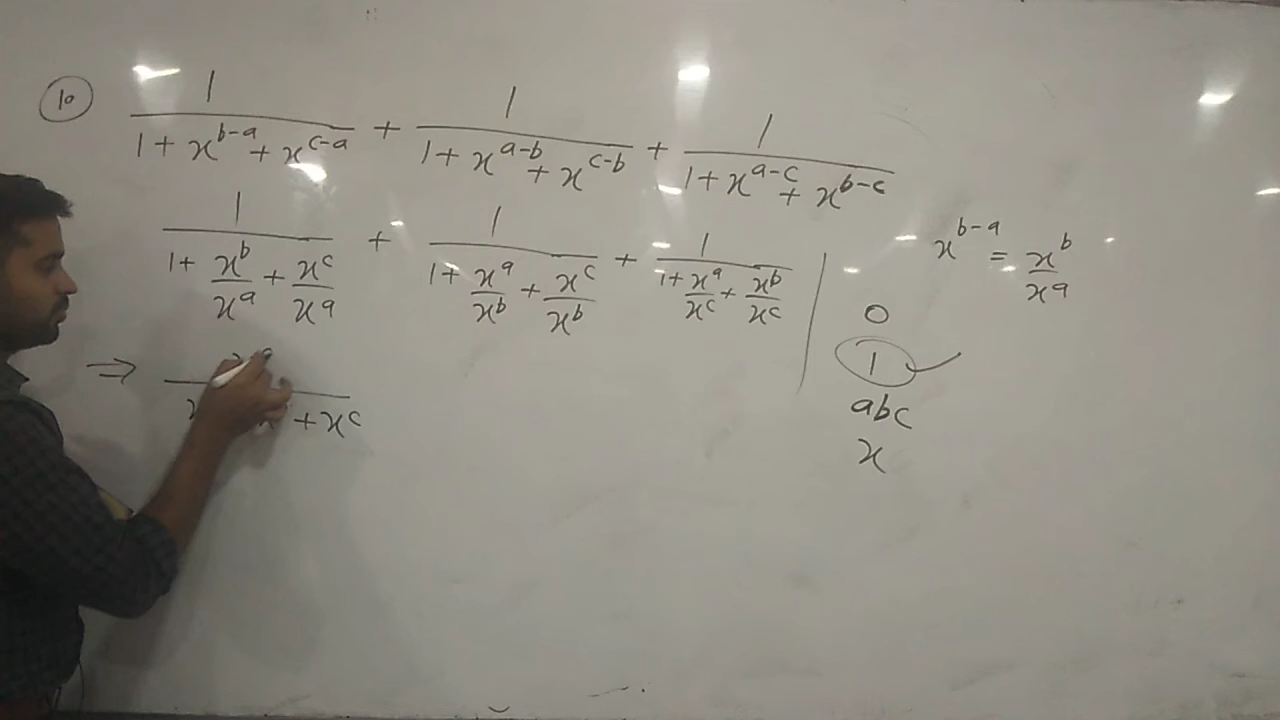 10 1/(1 + x^(b-a) + x^(c-a)) + 1/(1 + x^(a-b) + x^(c-b)) + 1/(1 + x^(a-c) + x^(b-c))
1/(1 + x^b/x^a + x^c/x^a) + 1/(1 + x^a/x^b + x^c/x^b) + 1/(1 + x^a/x^c + x^b/x^c)
⇒ + x^c
x^(b-a) = x^b/x^a
0
1
abc
x